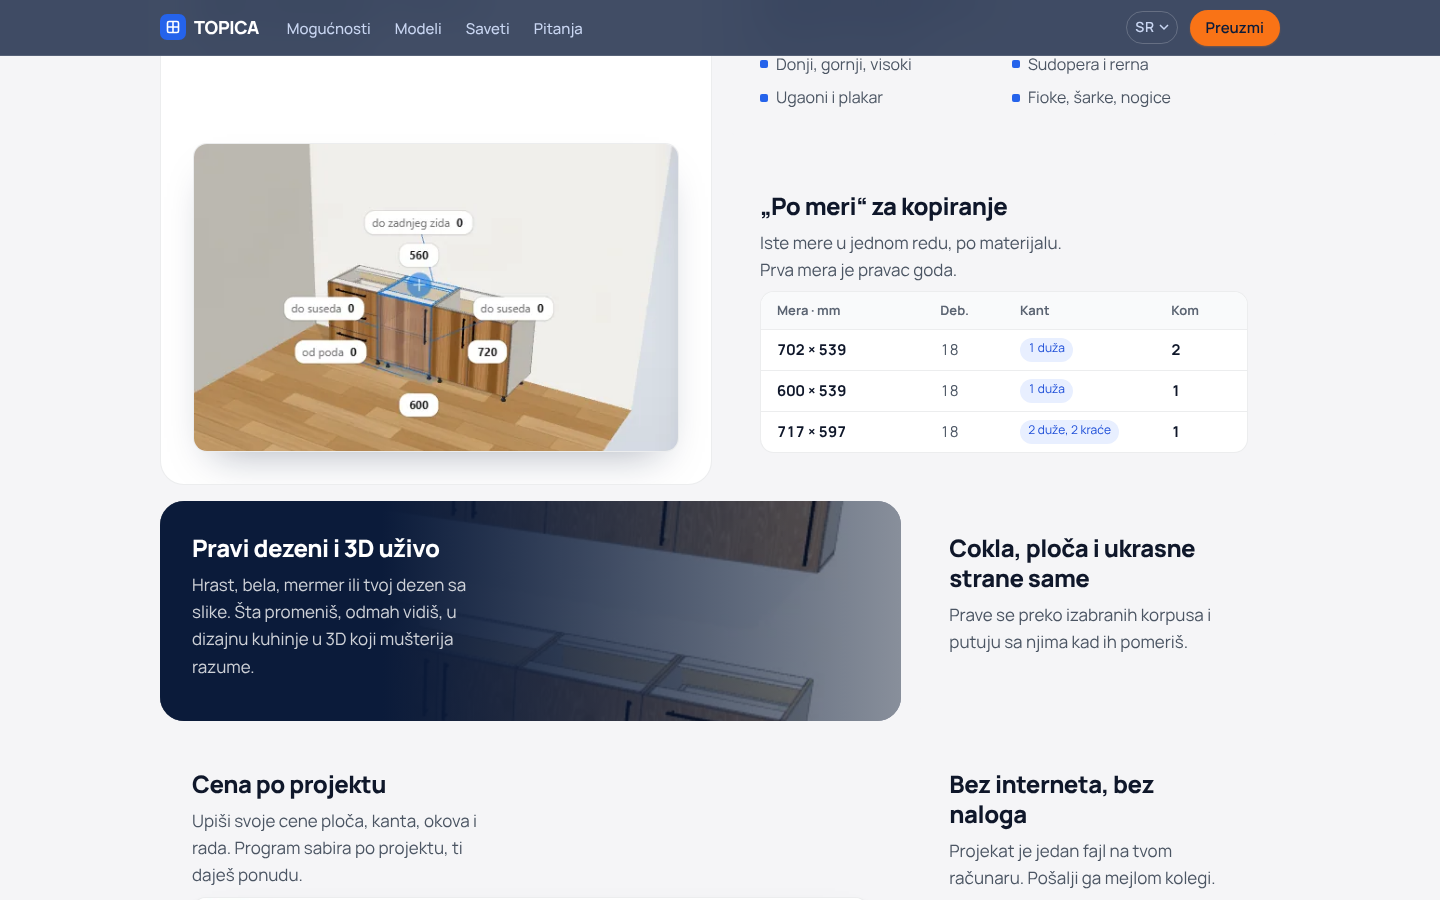 TOPICA
Mogućnosti
Modeli
Saveti
Pitanja
SR
Preuzmi
Donji, gornji, visoki
Sudopera i rerna
Ugaoni i plakar
Fioke, šarke, nogice
do zadnjeg zida 0
560
do suseda 0
do suseda 0
od poda 0
720
600
„Po meri“ za kopiranje
Iste mere u jednom redu, po materijalu.
Prva mera je pravac goda.
Mera · mm Deb. Kant Kom
702 × 539 18 1 duža 2
600 × 539 18 1 duža 1
717 × 597 18 2 duže, 2 kraće 1
Pravi dezeni i 3D uživo
Hrast, bela, mermer ili tvoj dezen sa
slike. Šta promeniš, odmah vidiš, u
dizajnu kuhinje u 3D koji mušterija
razume.
Cokla, ploča i ukrasne
strane same
Prave se preko izabranih korpusa i
putuju sa njima kad ih pomeriš.
Cena po projektu
Upiši svoje cene ploča, kanta, okova i
rada. Program sabira po projektu, ti
daješ ponudu.
Bez interneta, bez
naloga
Projekat je jedan fajl na tvom
računaru. Pošalji ga mejlom kolegi.